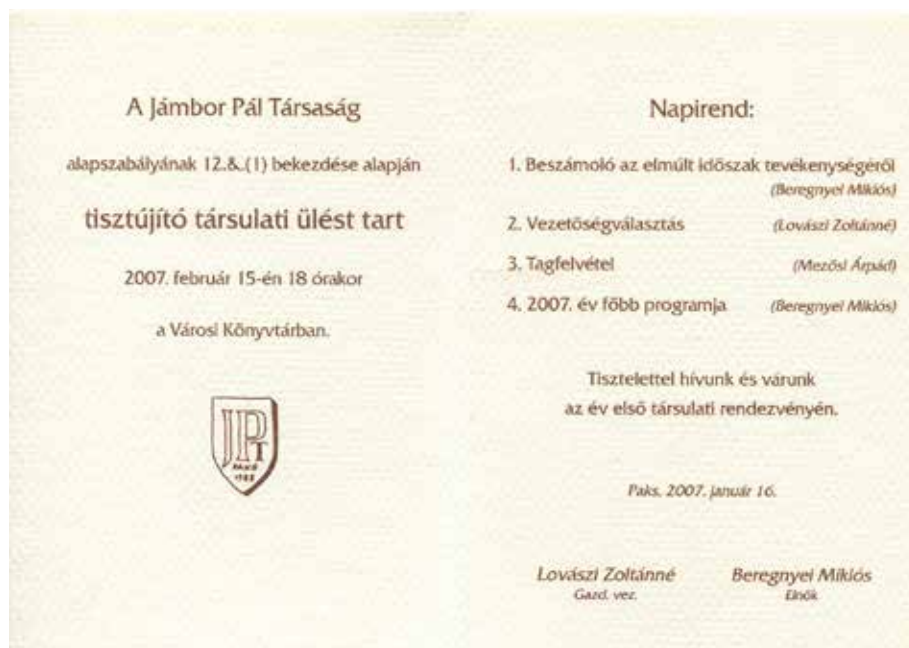 A Jámbor Pál Társaság
alapszabályának 12.&.(1) bekezdése alapján
tisztújító társulati ülést tart
2007. február 15-én 18 órakor
a Városi Könyvtárban.
JPT
PAKS
Napirend:
1. Beszámoló az elmúlt időszak tevékenységéről
(Beregnyei Miklós)
2. Vezetőségválasztás (Lovászi Zoltánné)
3. Tagfelvétel (Mezősi Árpád)
4. 2007. év főbb programja (Beregnyei Miklós)
Tisztelettel hívunk és várunk
az év első társulati rendezvényén.
Paks, 2007. január 16.
Lovászi Zoltánné Beregnyei Miklós
Gazd. vez. Elnök